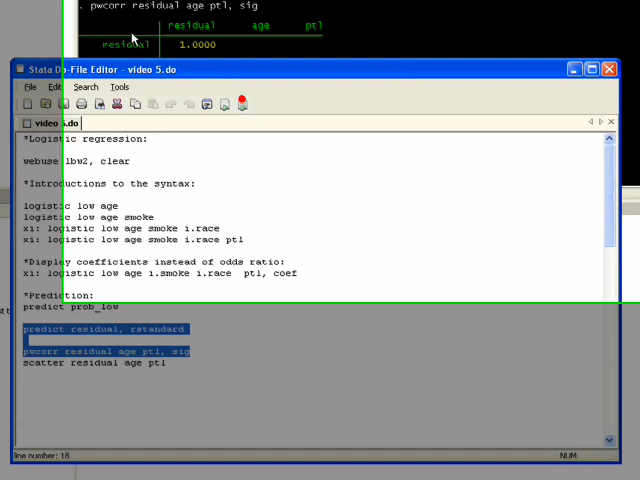 . pwcorr residual age ptl, sig
residual age ptl
residual 1.0000
Stata Do-File Editor - video 5.do
File Edit Search Tools
video 5.do
*Logistic regression:
webuse lbw2, clear
*Introductions to the syntax:
logistic low age
logistic low age smoke
xi: logistic low age smoke i.race
xi: logistic low age smoke i.race ptl
*Display coefficients instead of odds ratio:
xi: logistic low age i.smoke i.race ptl, coef
*Prediction:
predict prob_low
predict residual, rstandard
pwcorr residual age ptl, sig
scatter residual age ptl
line number: 18 NUM